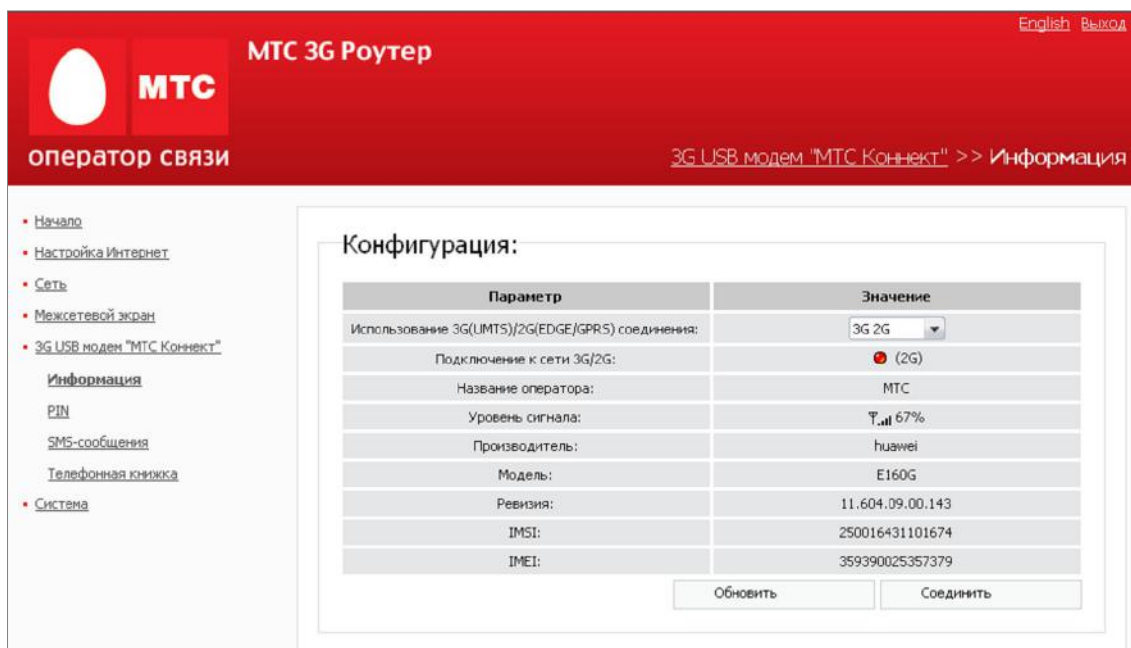 English Выход
МТС 3G Роутер
МТС
оператор связи
3G USB модем "МТС Коннект" >> Информация
Начало
Настройка Интернет
Сеть
Межсетевой экран
3G USB модем "МТС Коннект"
Информация
PIN
SMS-сообщения
Телефонная книжка
Система
Конфигурация:
Параметр Значение
Использование 3G(UMTS)/2G(EDGE/GPRS) соединения: 3G 2G
Подключение к сети 3G/2G: (2G)
Название оператора: МТС
Уровень сигнала: 67%
Производитель: huawei
Модель: E160G
Ревизия: 11.604.09.00.143
IMSI: 250016431101674
IMEI: 359390025357379
Обновить Соединить